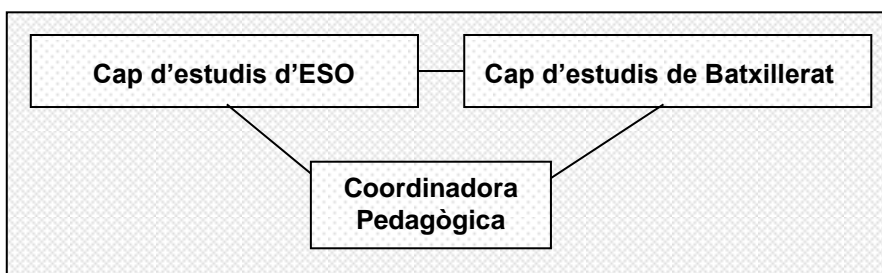 Cap d’estudis d’ESO
Cap d’estudis de Batxillerat
Coordinadora
Pedagògica